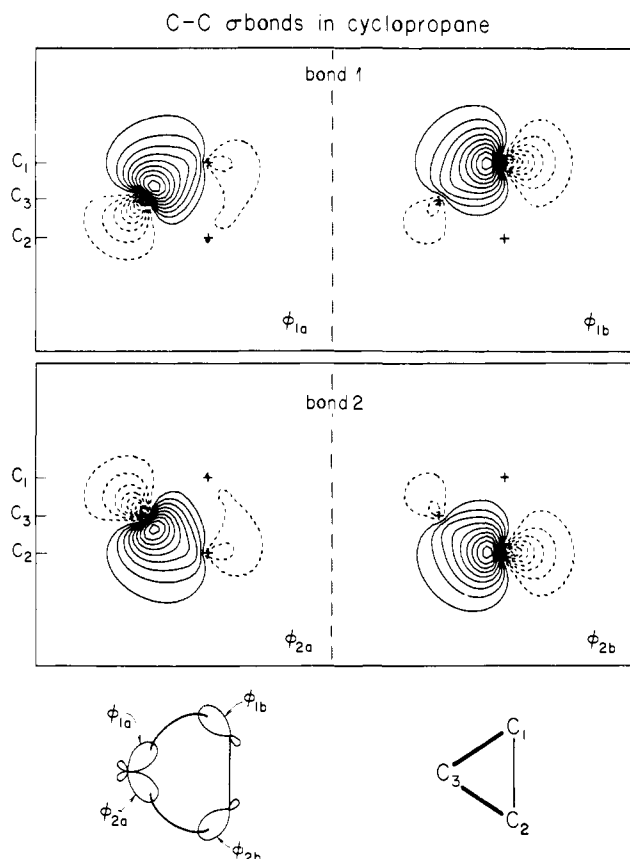 C–C σ bonds in cyclopropane
bond 1
C₁
C₃
C₂
ϕ₁ₐ
ϕ₁b
bond 2
C₁
C₃
C₂
ϕ₂ₐ
ϕ₂b
ϕ₁b
ϕ₁ₐ
C₁
C₃
ϕ₂ₐ
C₂
ϕ₂b